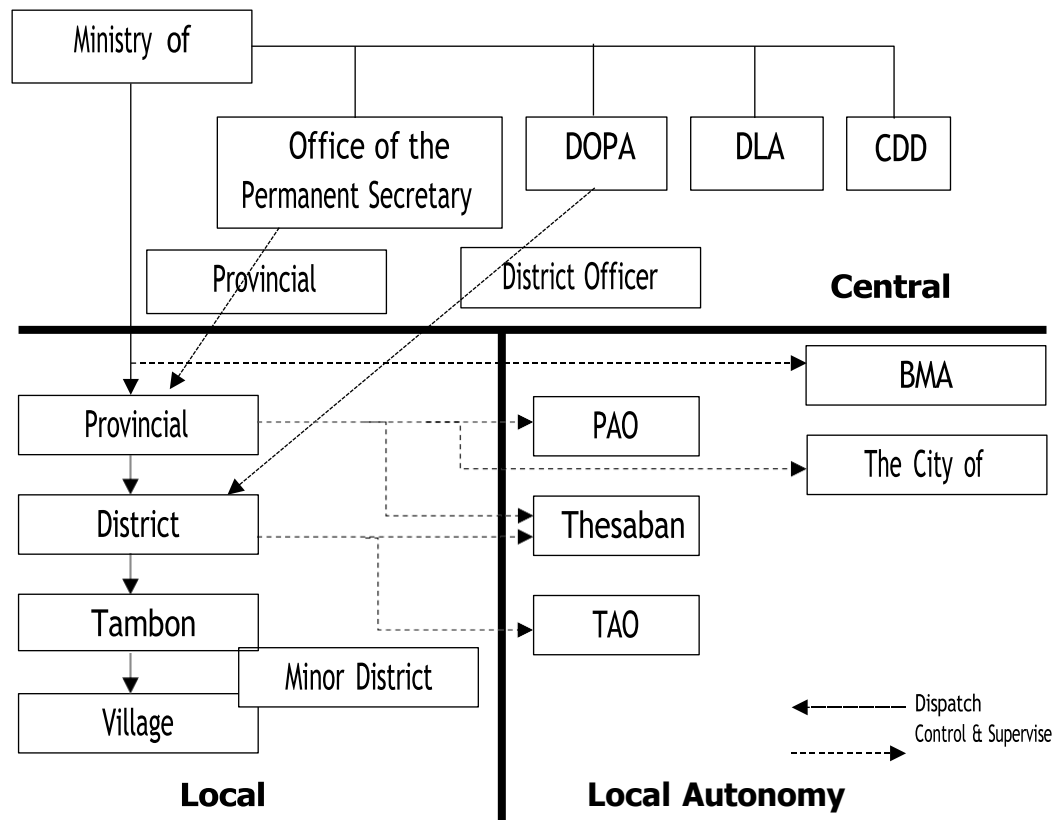 Ministry of
Office of the
Permanent Secretary
DOPA
DLA
CDD
Provincial
District Officer
Central
BMA
Provincial
PAO
The City of
District
Thesaban
Tambon
TAO
Minor District
Village
Dispatch
Control & Supervise
Local
Local Autonomy